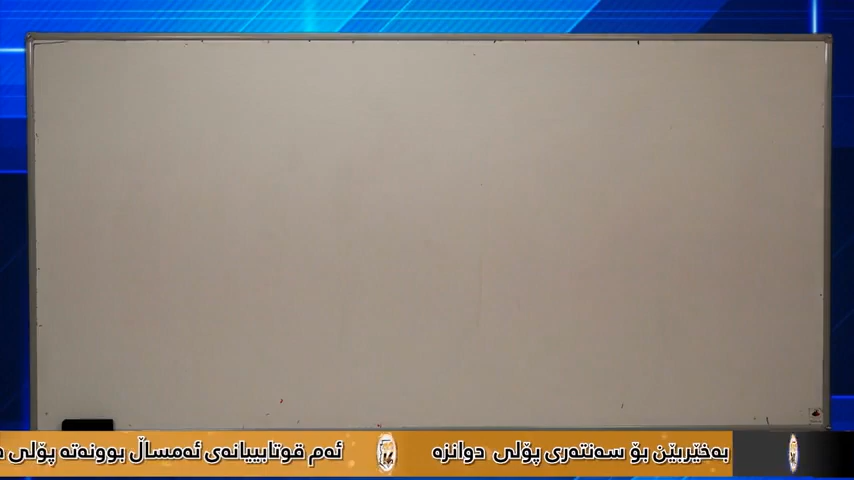 بەخێربێن بۆ سەنتەری پۆلی دوانزە
ئەم قوتابییانەی ئەمساڵ بوونەتە پۆلی